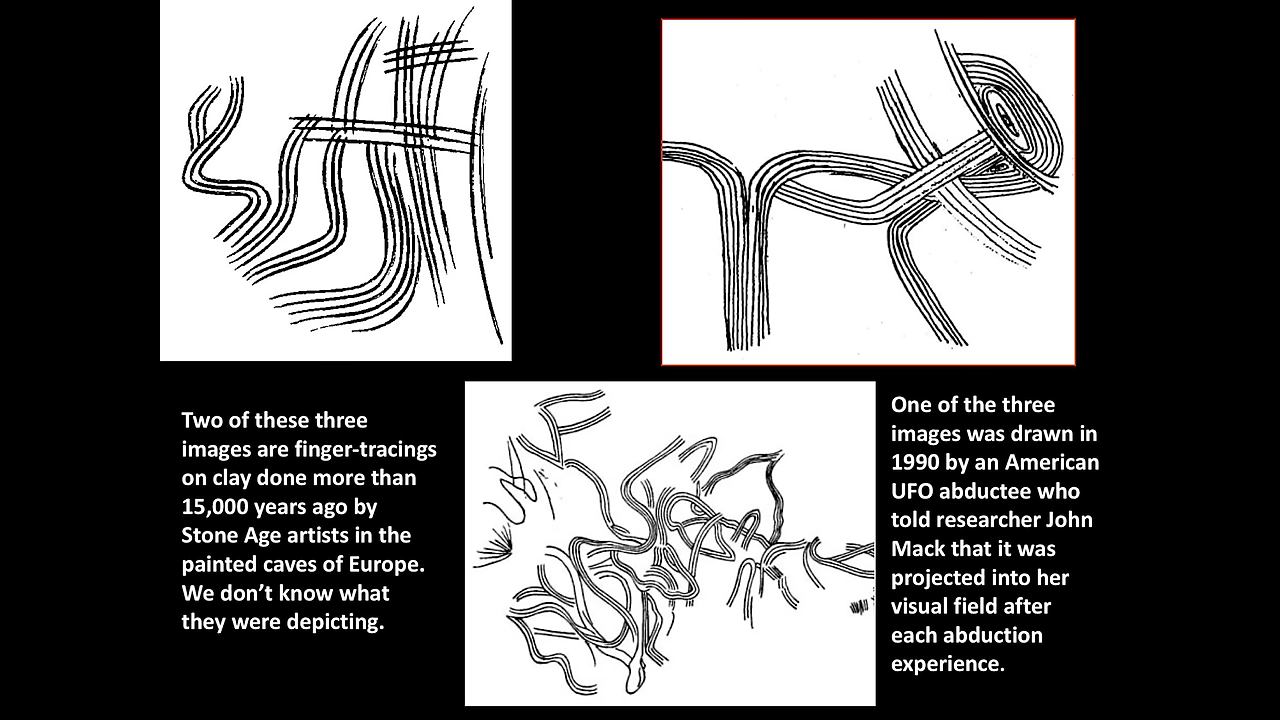 Two of these three
images are finger-tracings
on clay done more than
15,000 years ago by
Stone Age artists in the
painted caves of Europe.
We don’t know what
they were depicting.
One of the three
images was drawn in
1990 by an American
UFO abductee who
told researcher John
Mack that it was
projected into her
visual field after
each abduction
experience.